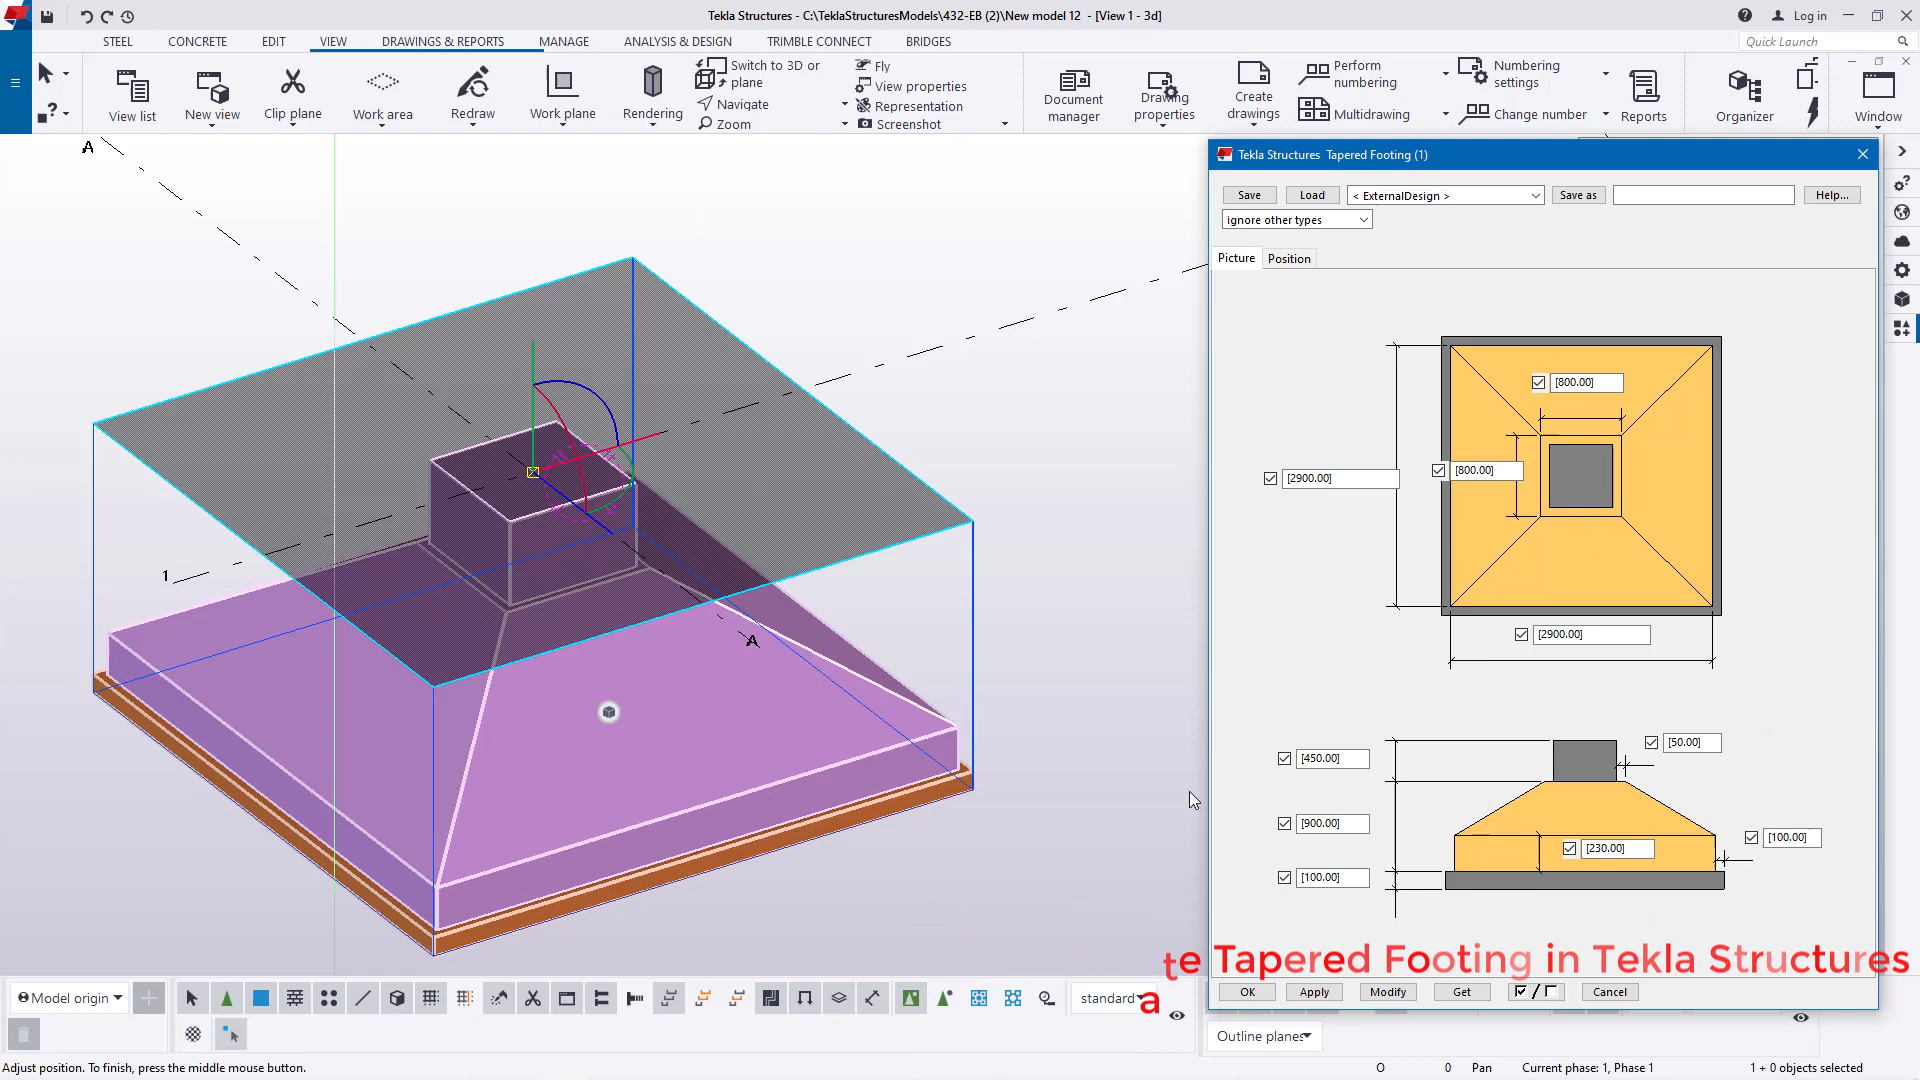 Tekla Structures - C:\TeklaStructuresModels\432-EB (2)\New model 12 - [View 1 - 3d]
Log in
STEEL CONCRETE EDIT VIEW DRAWINGS & REPORTS MANAGE ANALYSIS & DESIGN TRIMBLE CONNECT BRIDGES
Quick Launch
View list
New view
Clip plane
Work area
Redraw
Work plane
Rendering
Switch to 3D or plane
Navigate
Zoom
Fly
View properties
Representation
Screenshot
Document manager
Drawing properties
Create drawings
Perform numbering
Multidrawing
Numbering settings
Change number
Reports
Organizer
Window
A
1
A
Tekla Structures Tapered Footing (1)
Save Load < ExternalDesign > Save as Help...
ignore other types
Picture Position
[800.00]
[800.00]
[2900.00]
[2900.00]
[50.00]
[450.00]
[900.00]
[100.00]
[230.00]
[100.00]
te Tapered Footing in Tekla Structures
a
OK Apply Modify Get / Cancel
Model origin
standard
Outline planes
Adjust position. To finish, press the middle mouse button.
O 0 Pan Current phase: 1, Phase 1 1 + 0 objects selected